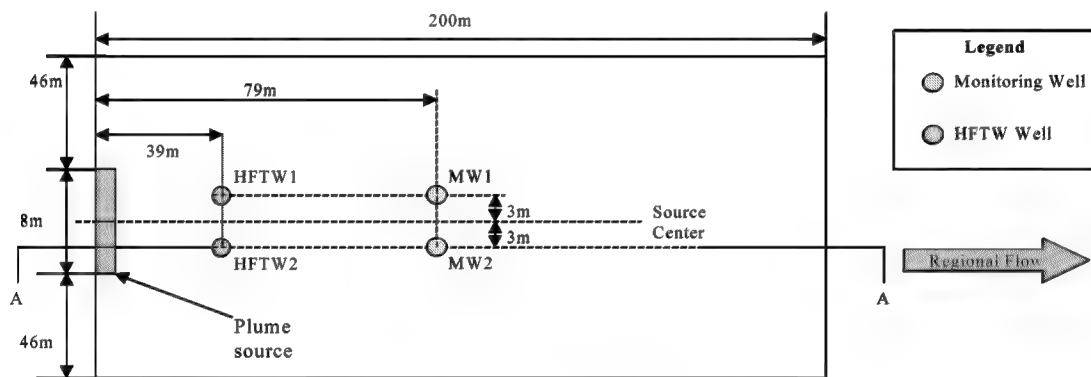 200m
Legend
Monitoring Well
HFTW Well
46m
79m
39m
HFTW1
MW1
8m
3m
3m
Source
Center
HFTW2
MW2
Regional Flow
A
A
Plume
source
46m